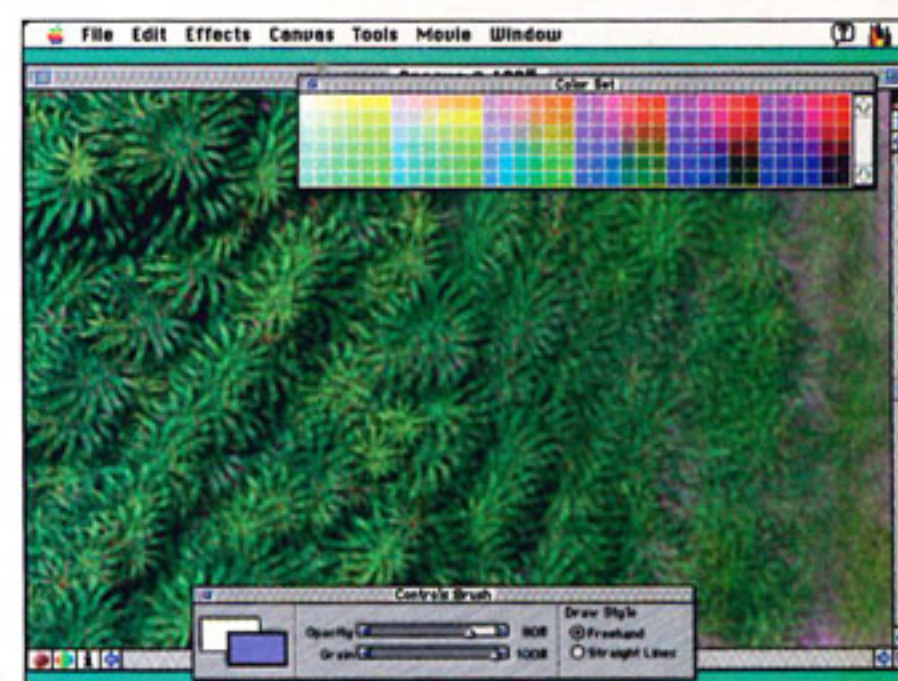 File Edit Effects Canvas Tools Movie Window
Color Set
Controls:Brush
Draw Style
Opacity 80%
Freehand
Grain 100%
Straight Lines